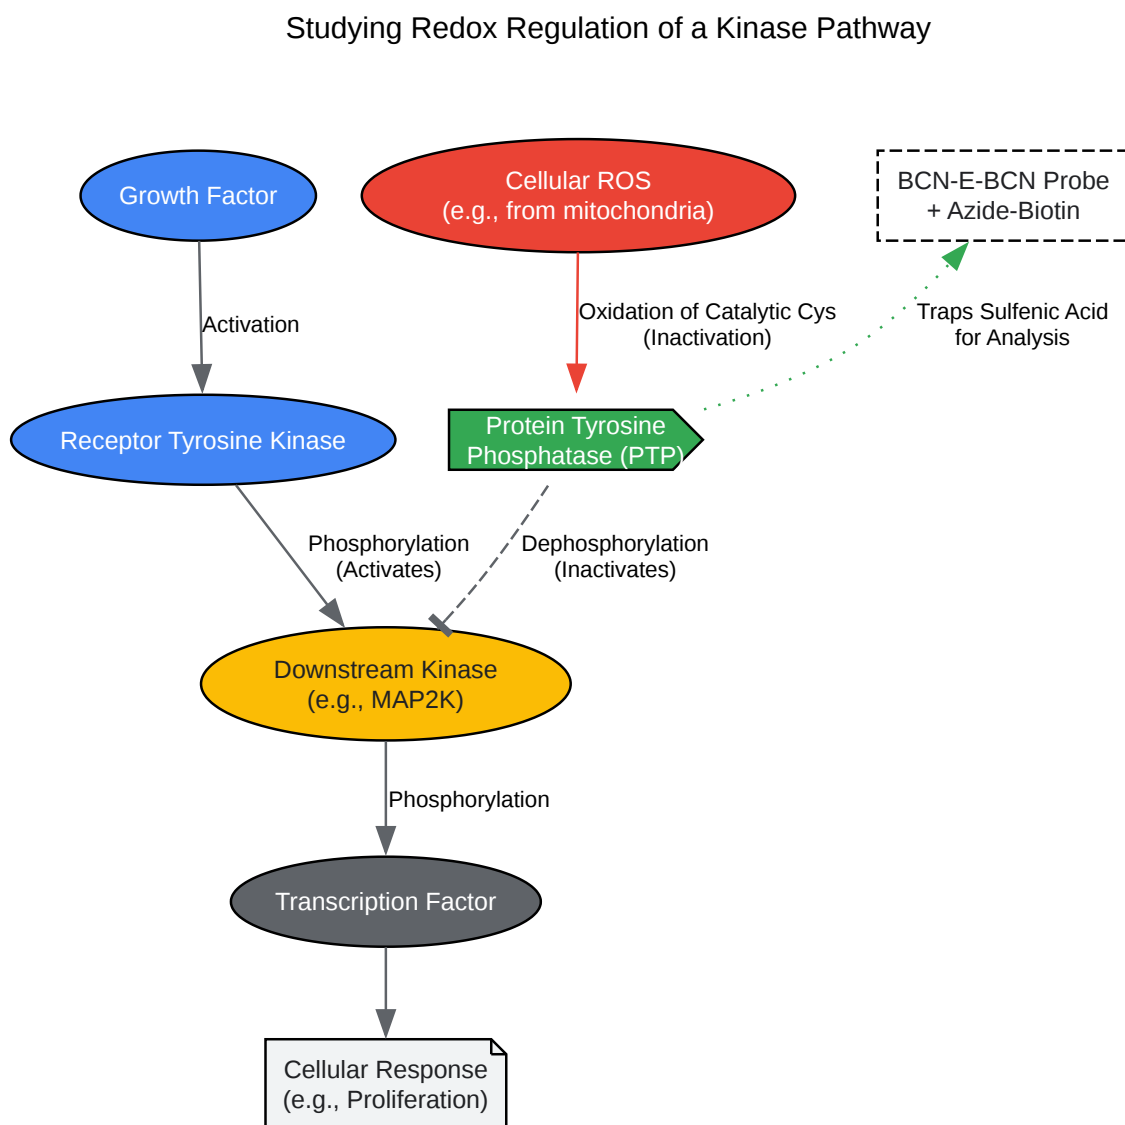 Studying Redox Regulation of a Kinase Pathway
Growth Factor
Cellular ROS
(e.g., from mitochondria)
BCN-E-BCN Probe
+ Azide-Biotin
Activation
Oxidation of Catalytic Cys
(Inactivation)
Traps Sulfenic Acid
for Analysis
Receptor Tyrosine Kinase
Protein Tyrosine
Phosphatase (PTP)
Phosphorylation
(Activates)
Dephosphorylation
(Inactivates)
Downstream Kinase
(e.g., MAP2K)
Phosphorylation
Transcription Factor
Cellular Response
(e.g., Proliferation)